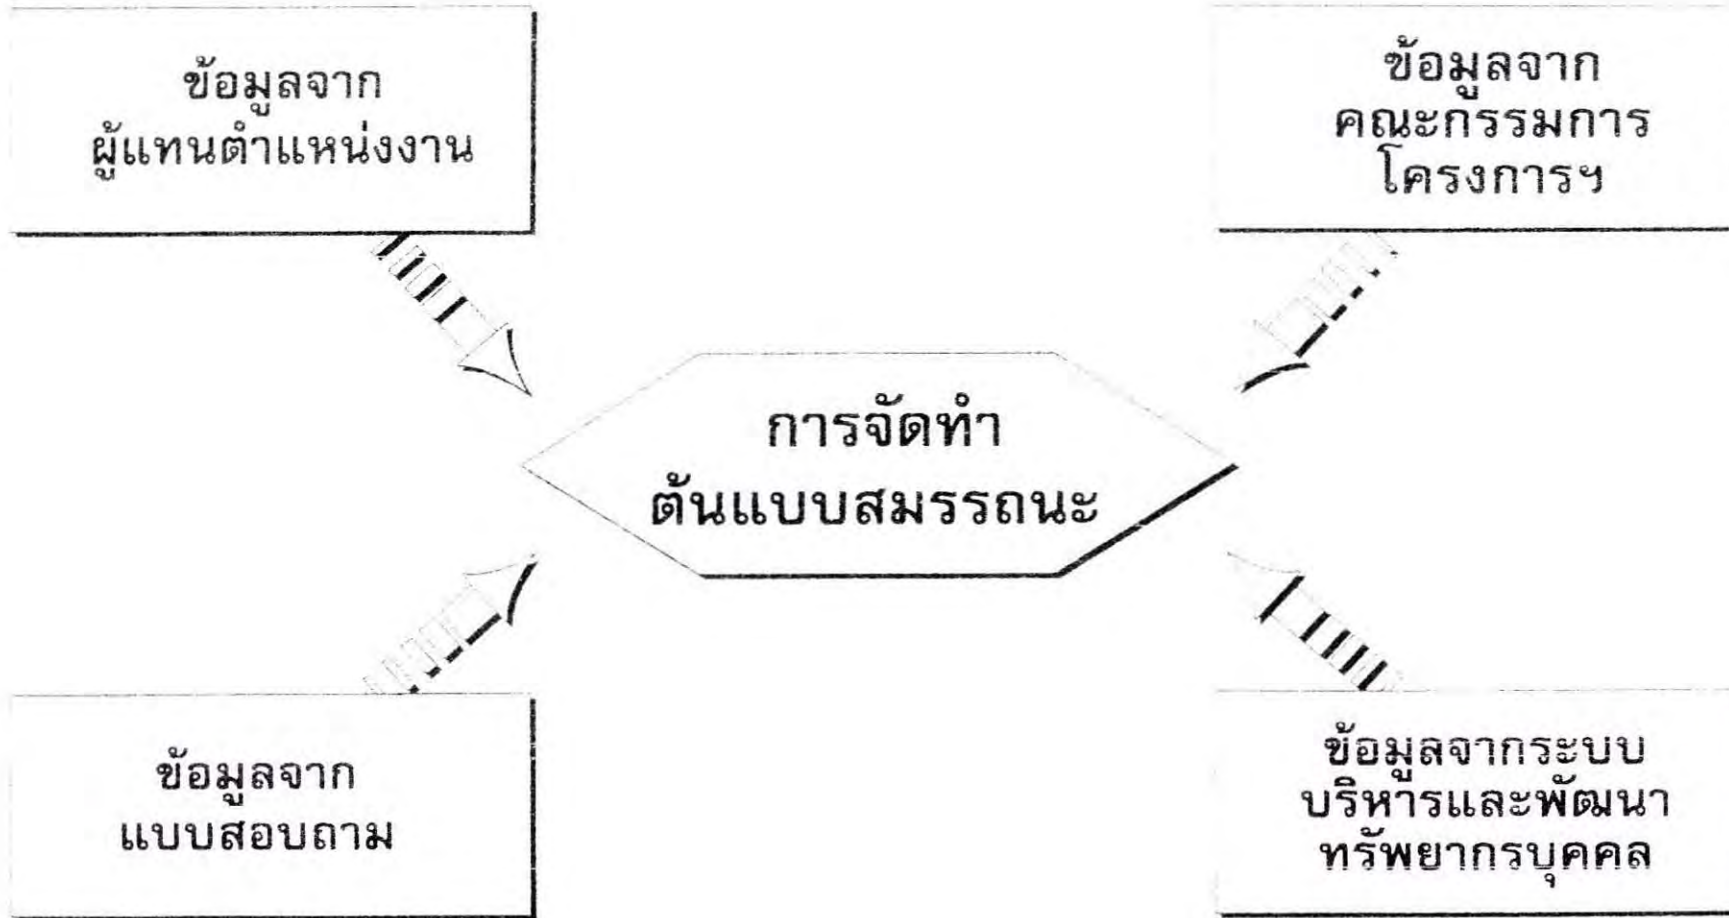 ข้อมูลจาก
ผู้แทนตำแหน่งงาน
ข้อมูลจาก
คณะกรรมการ
โครงการฯ
การจัดทำ
ต้นแบบสมรรถนะ
ข้อมูลจาก
แบบสอบถาม
ข้อมูลจากระบบ
บริหารและพัฒนา
ทรัพยากรบุคคล